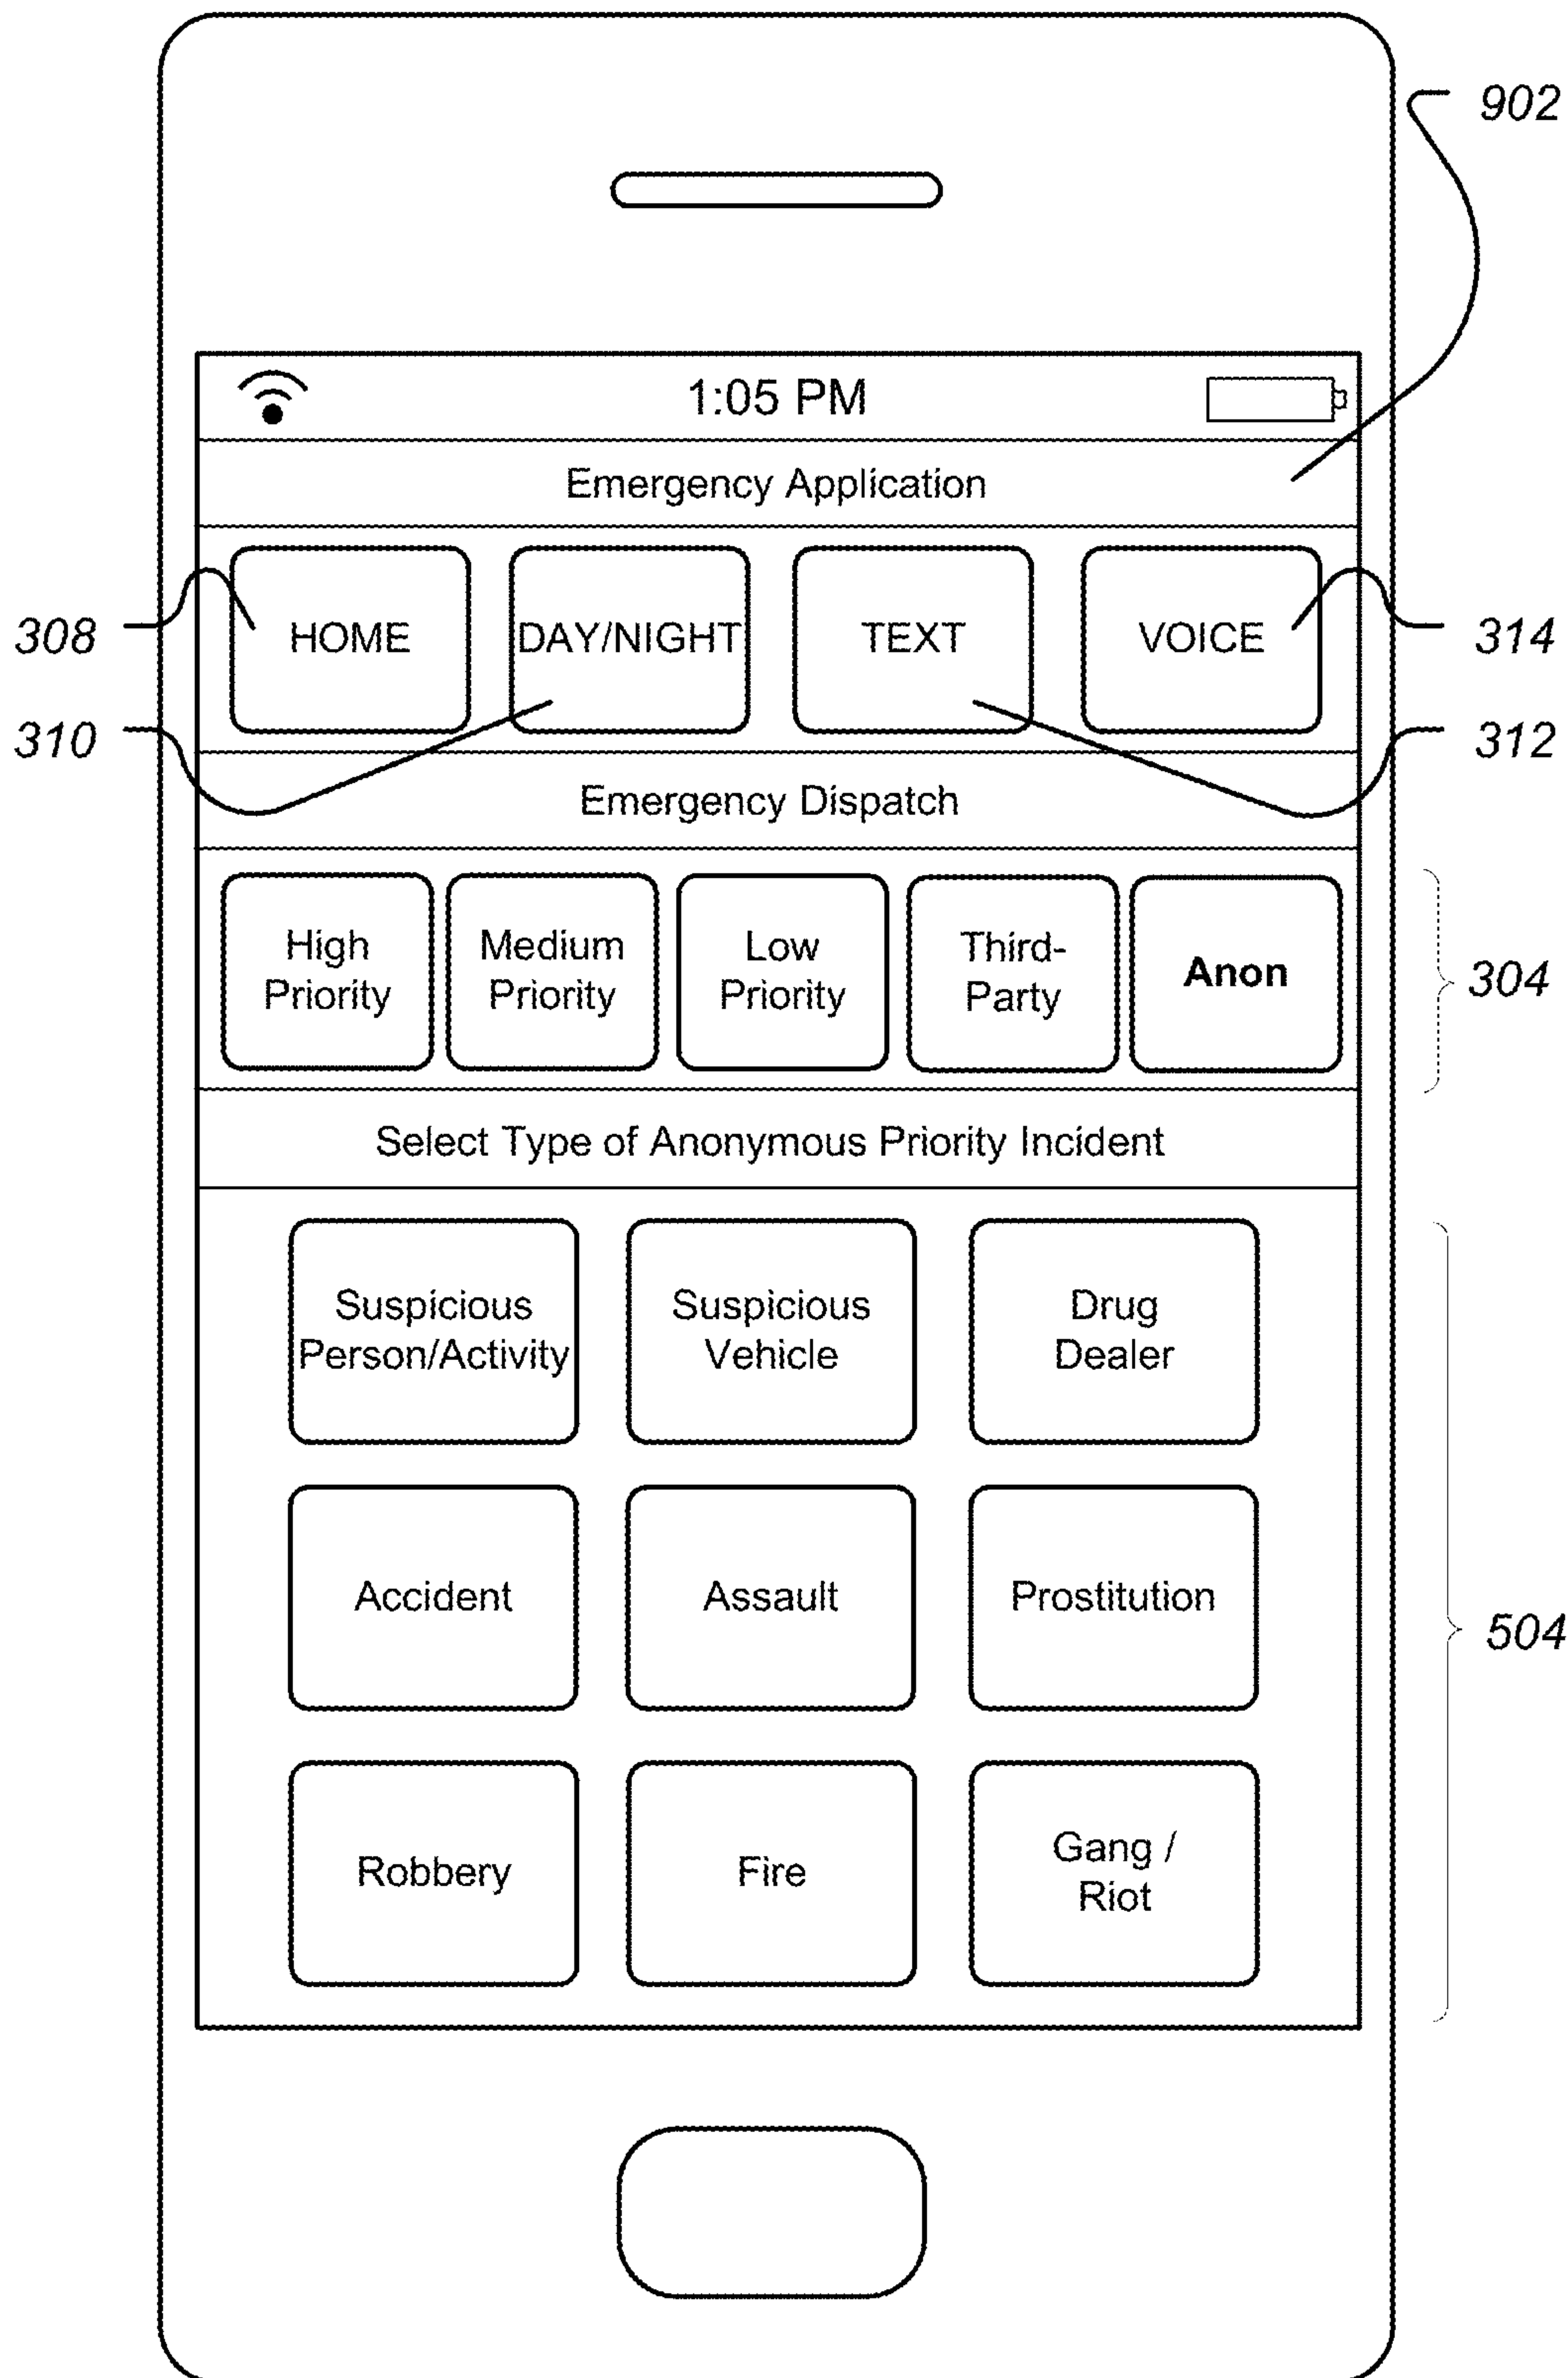 902
1:05 PM
Emergency Application
308
HOME
DAY/NIGHT
TEXT
VOICE
314
310
312
Emergency Dispatch
High
Priority
Medium
Priority
Low
Priority
Third-
Party
Anon
304
Select Type of Anonymous Priority Incident
Suspicious
Person/Activity
Suspicious
Vehicle
Drug
Dealer
Accident
Assault
Prostitution
504
Robbery
Fire
Gang /
Riot